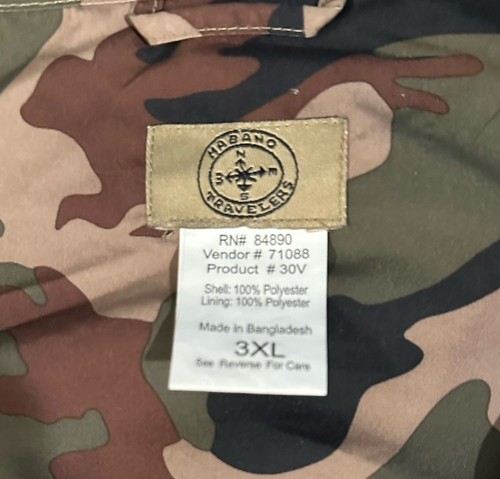 HABANO
N
3 m
S
TRAVELERS
RN# 84890
Vendor # 71088
Product # 30V
Shell: 100% Polyester
Lining: 100% Polyester
Made in Bangladesh
3XL
See Reverse For Care